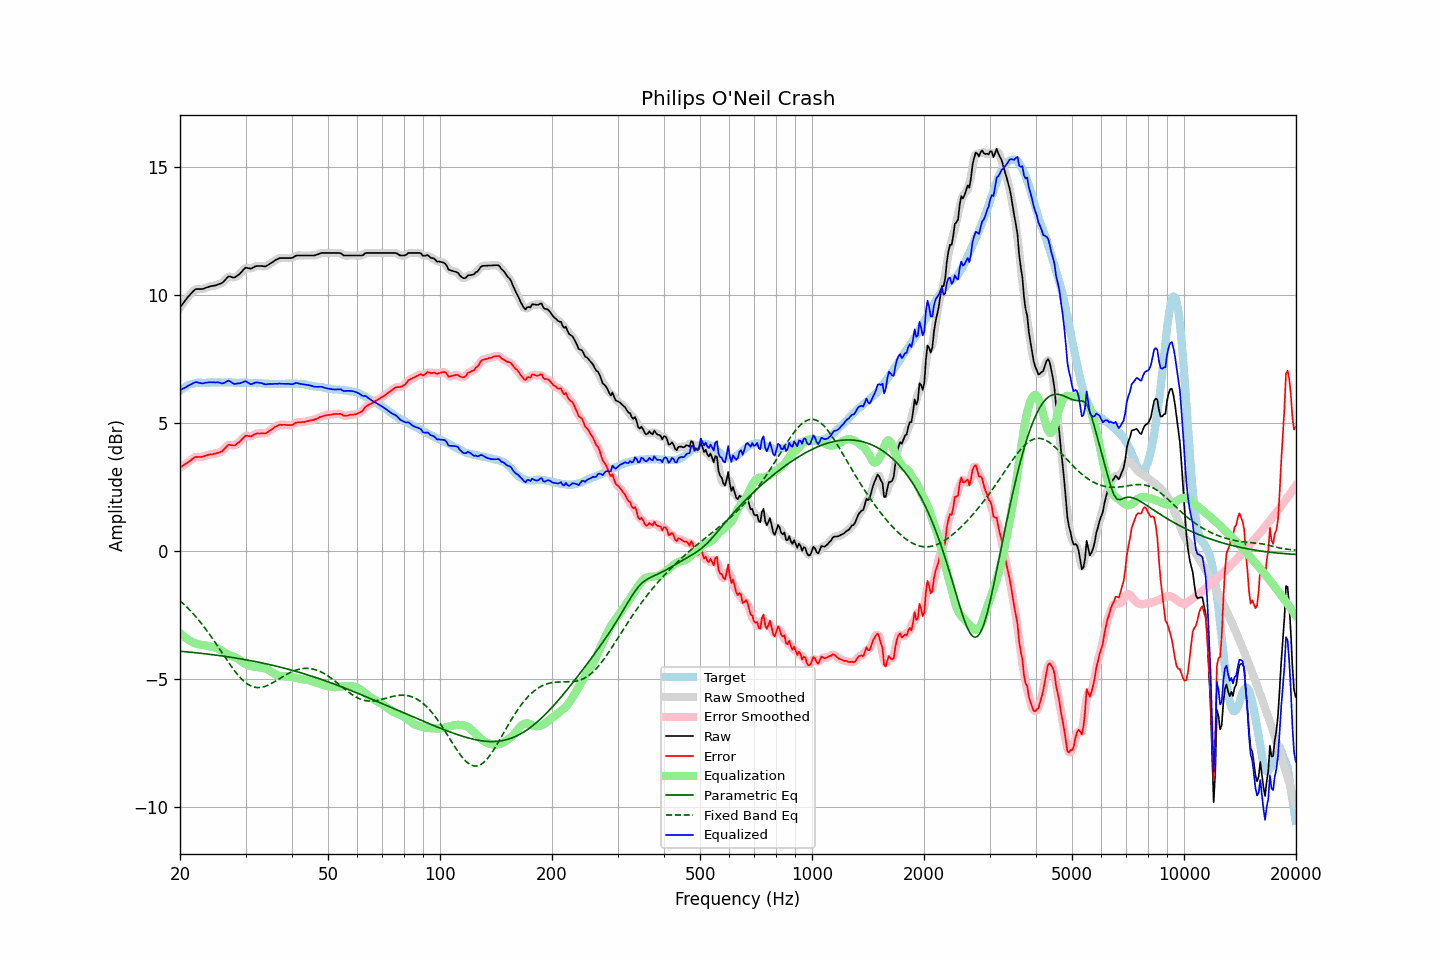 Philips O'Neil Crash
Amplitude (dBr)
15
10
5
0
−5
−10
Target
Raw Smoothed
Error Smoothed
Raw
Error
Equalization
Parametric Eq
Fixed Band Eq
Equalized
20 50 100 200 500 1000 2000 5000 10000 20000
Frequency (Hz)